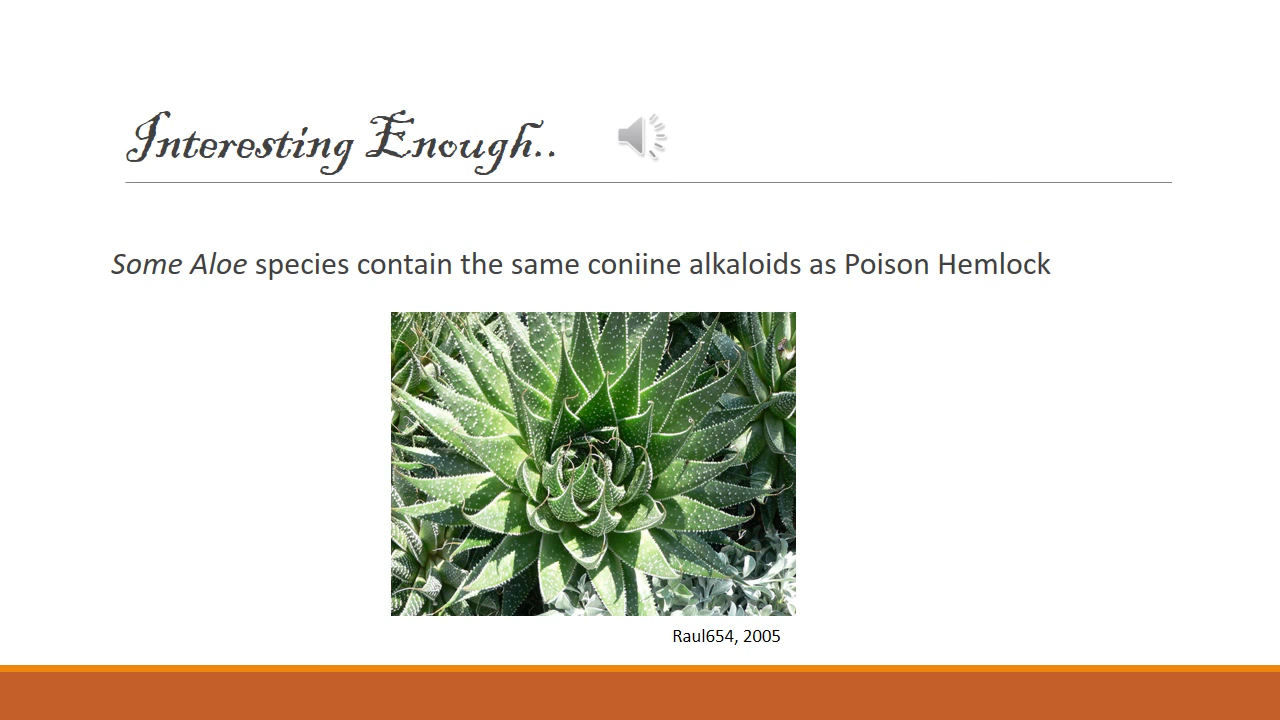 Interesting Enough..
Some Aloe species contain the same coniine alkaloids as Poison Hemlock
Raul654, 2005